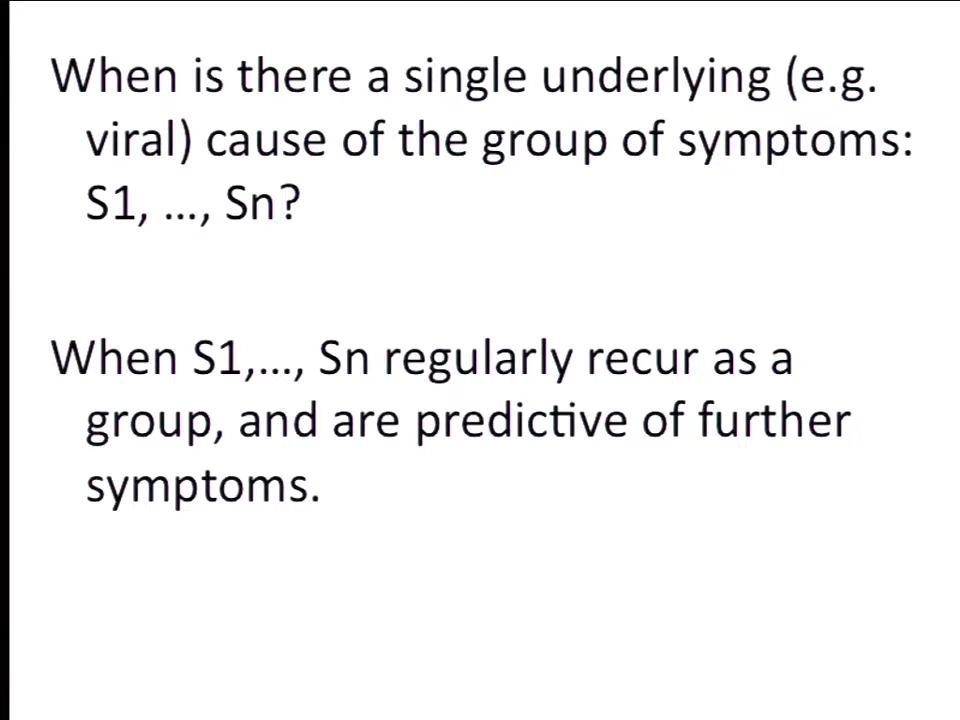 When is there a single underlying (e.g.
viral) cause of the group of symptoms:
S1, …, Sn?
When S1,…, Sn regularly recur as a
group, and are predictive of further
symptoms.